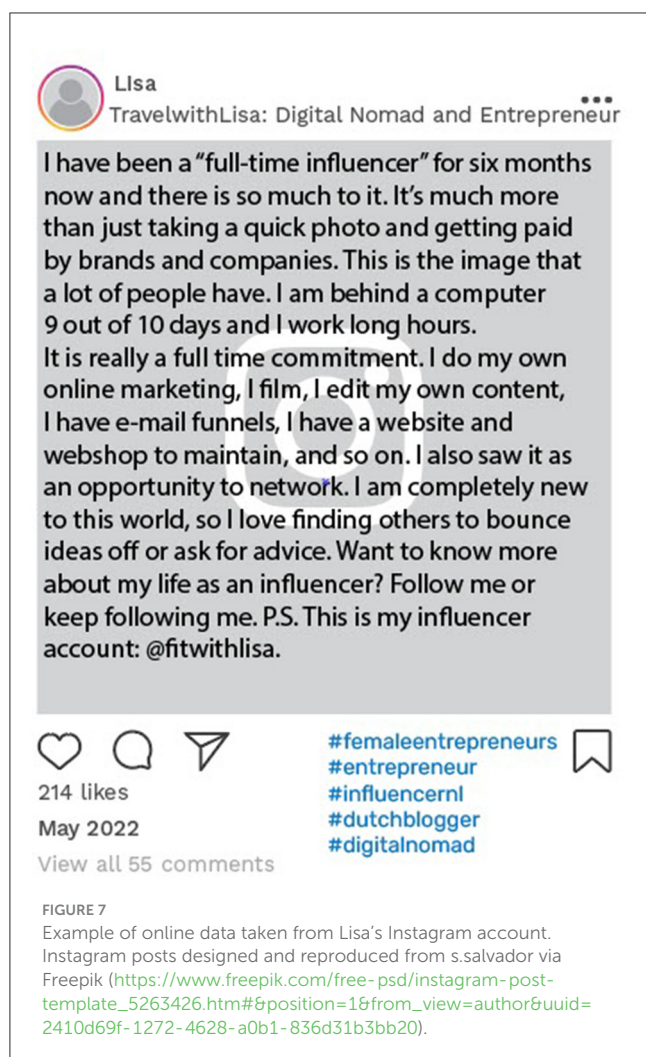 LIsa
TravelwithLisa: Digital Nomad and Entrepreneur
I have been a “full-time influencer” for six months
now and there is so much to it. It’s much more
than just taking a quick photo and getting paid
by brands and companies. This is the image that
a lot of people have. I am behind a computer
9 out of 10 days and I work long hours.
It is really a full time commitment. I do my own
online marketing, I film, I edit my own content,
I have e-mail funnels, I have a website and
webshop to maintain, and so on. I also saw it as
an opportunity to network. I am completely new
to this world, so I love finding others to bounce
ideas off or ask for advice. Want to know more
about my life as an influencer? Follow me or
keep following me. P.S. This is my influencer
account: @fitwithlisa.
214 likes
May 2022
View all 55 comments
#femaleentrepreneurs
#entrepreneur
#influencernl
#dutchblogger
#digitalnomad
FIGURE 7
Example of online data taken from Lisa’s Instagram account.
Instagram posts designed and reproduced from s.salvador via
Freepik (https://www.freepik.com/free-psd/instagram-post-
template_5263426.htm#&position=1&from_view=author&uuid=
2410d69f-1272-4628-a0b1-836d31b3bb20).